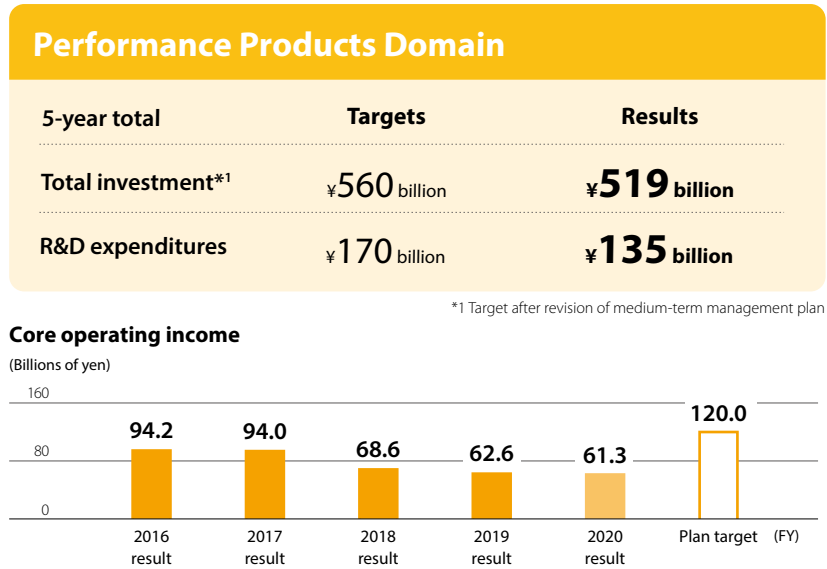 Performance Products Domain
5-year total Targets Results
Total investment*1 ¥560 billion ¥519 billion
R&D expenditures ¥170 billion ¥135 billion
*1 Target after revision of medium-term management plan
Core operating income
(Billions of yen)
160
80
0
94.2 94.0 68.6 62.6 61.3 120.0
2016 2017 2018 2019 2020 Plan target (FY)
result result result result result